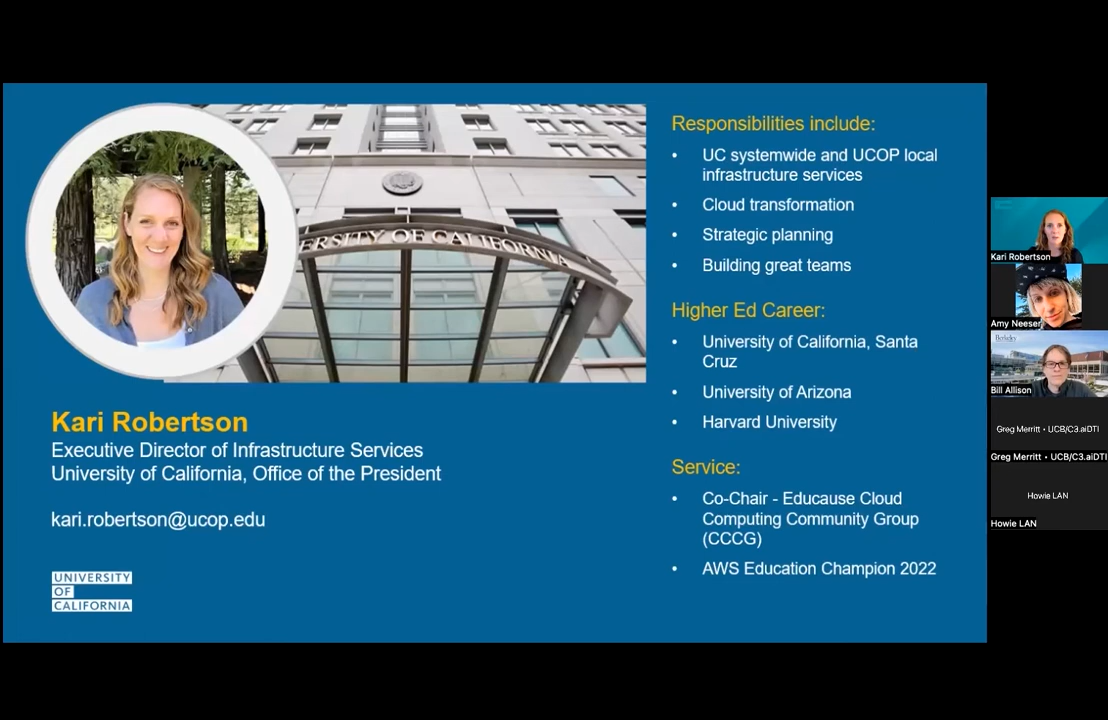 ERSITY OF CALIFORNIA
Kari Robertson
Executive Director of Infrastructure Services
University of California, Office of the President
kari.robertson@ucop.edu
UNIVERSITY
OF
CALIFORNIA
Responsibilities include:
• UC systemwide and UCOP local
infrastructure services
• Cloud transformation
• Strategic planning
• Building great teams
Higher Ed Career:
• University of California, Santa
Cruz
• University of Arizona
• Harvard University
Service:
• Co-Chair - Educause Cloud
Computing Community Group
(CCCG)
• AWS Education Champion 2022
Kari Robertson
Amy Neeser
Berkeley
Bill Allison
Greg Merritt • UCB/C3.aiDTI
Greg Merritt • UCB/C3.aiDTI
Howie LAN
Howie LAN